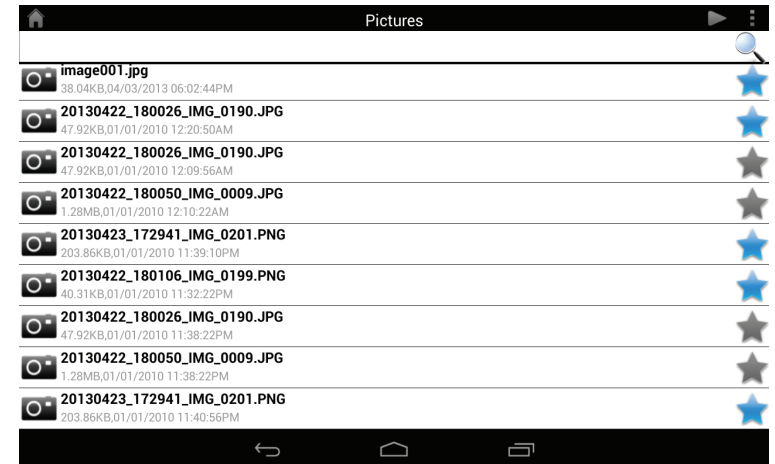 Pictures
image001.jpg
38.04KB,04/03/2013 06:02:44PM
20130422_180026_IMG_0190.JPG
47.92KB,01/01/2010 12:20:50AM
20130422_180026_IMG_0190.JPG
47.92KB,01/01/2010 12:09:56AM
20130422_180050_IMG_0009.JPG
1.28MB,01/01/2010 12:10:22AM
20130423_172941_IMG_0201.PNG
203.86KB,01/01/2010 11:39:10PM
20130422_180106_IMG_0199.PNG
40.31KB,01/01/2010 11:32:22PM
20130422_180026_IMG_0190.JPG
47.92KB,01/01/2010 11:38:22PM
20130422_180050_IMG_0009.JPG
1.28MB,01/01/2010 11:38:22PM
20130423_172941_IMG_0201.PNG
203.86KB,01/01/2010 11:40:56PM